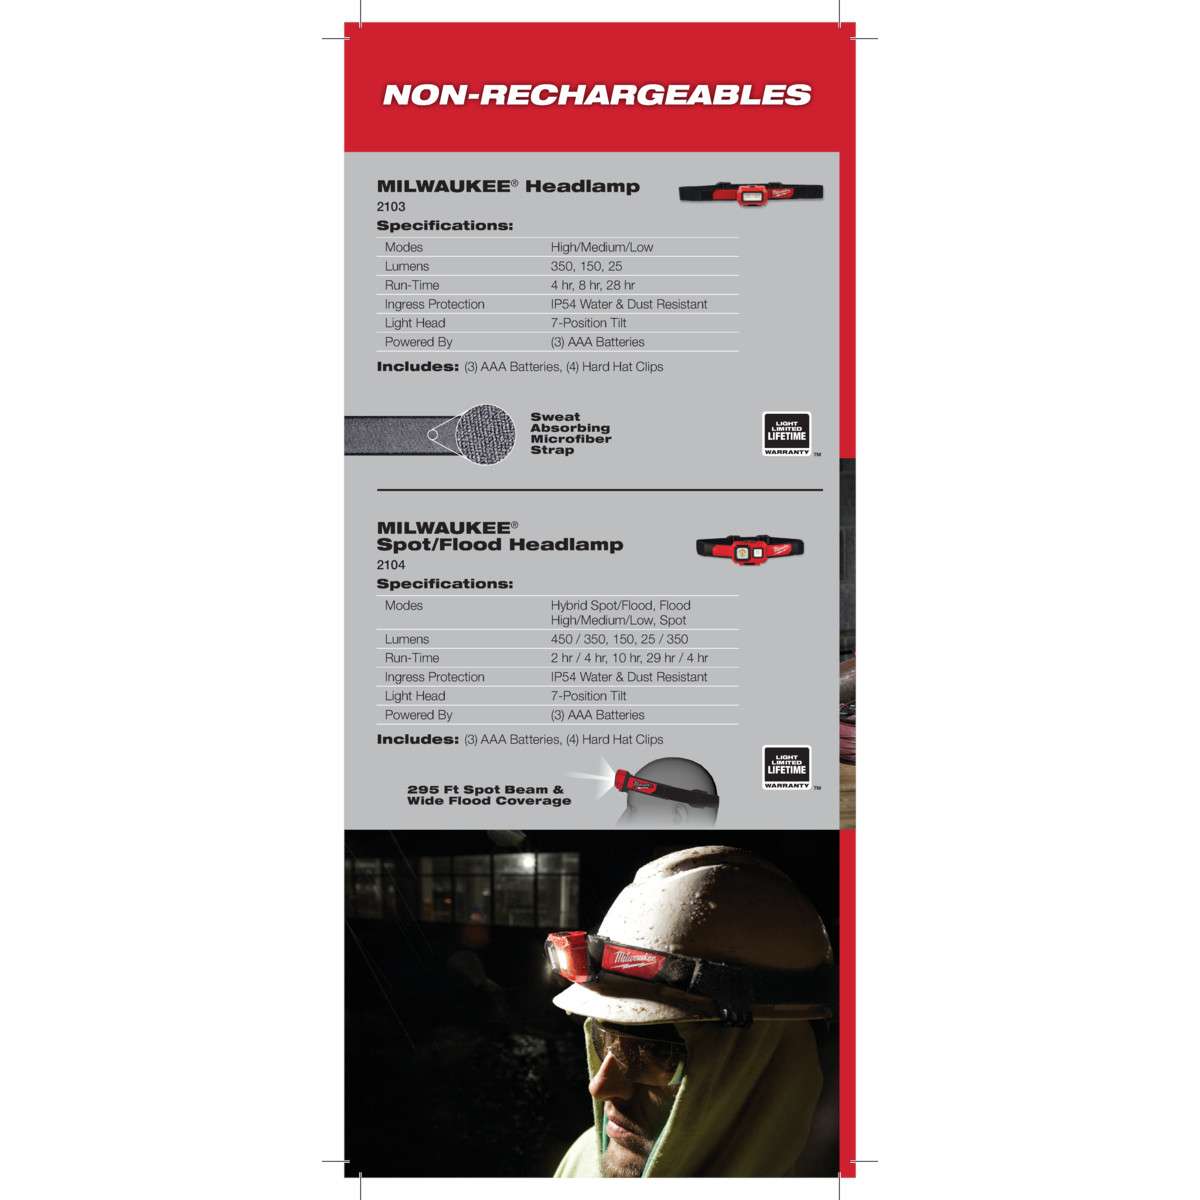 NON-RECHARGEABLES
MILWAUKEE® Headlamp
2103
Specifications:
Modes High/Medium/Low
Lumens 350, 150, 25
Run-Time 4 hr, 8 hr, 28 hr
Ingress Protection IP54 Water & Dust Resistant
Light Head 7-Position Tilt
Powered By (3) AAA Batteries
Includes: (3) AAA Batteries, (4) Hard Hat Clips
Sweat
Absorbing
Microfiber
Strap
LIGHT
LIMITED
LIFETIME
WARRANTY ™
MILWAUKEE®
Spot/Flood Headlamp
2104
Specifications:
Modes Hybrid Spot/Flood, Flood
High/Medium/Low, Spot
Lumens 450 / 350, 150, 25 / 350
Run-Time 2 hr / 4 hr, 10 hr, 29 hr / 4 hr
Ingress Protection IP54 Water & Dust Resistant
Light Head 7-Position Tilt
Powered By (3) AAA Batteries
Includes: (3) AAA Batteries, (4) Hard Hat Clips
295 Ft Spot Beam &
Wide Flood Coverage
LIGHT
LIMITED
LIFETIME
WARRANTY ™
Milwaukee